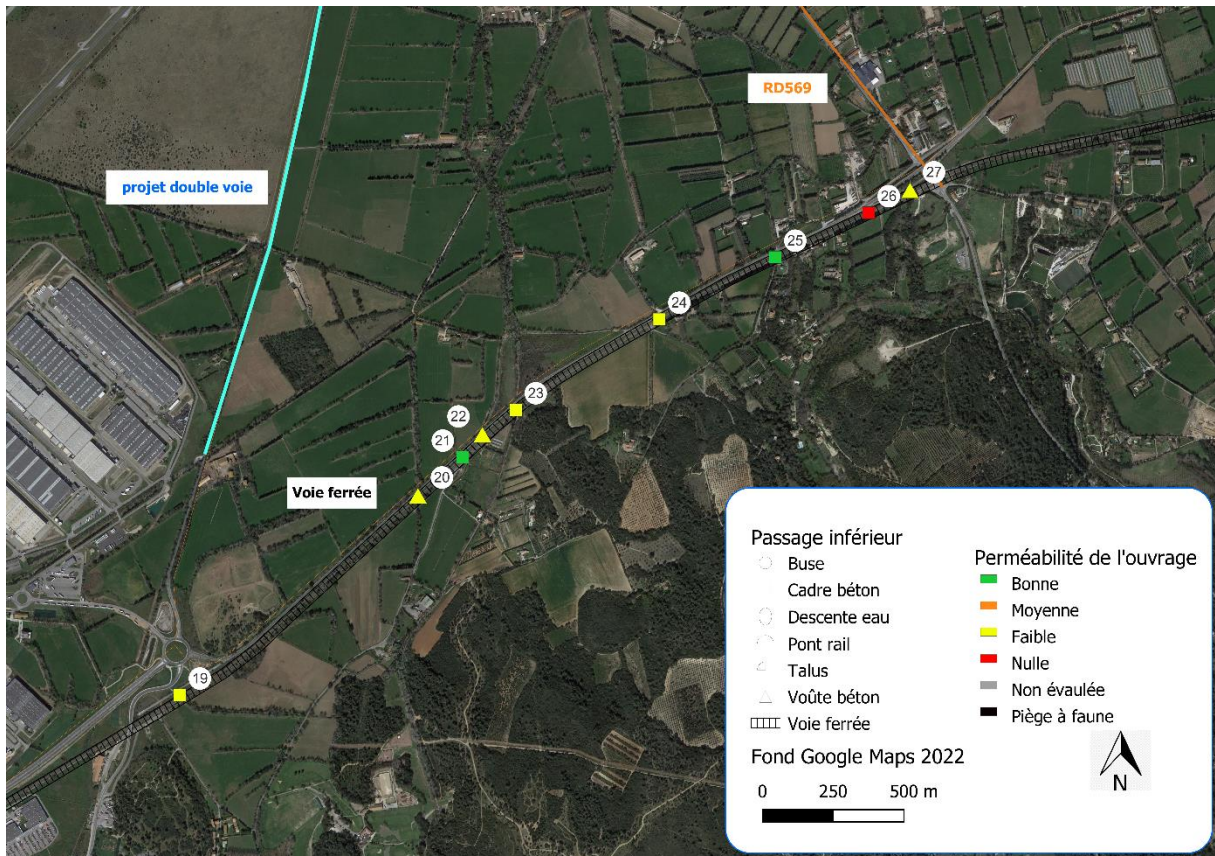 RD569
projet double voie
27
26
25
24
23
22
21
20
Voie ferrée
19
Passage inférieur
Buse
Cadre béton
Descente eau
Pont rail
Talus
Voûte béton
Voie ferrée
Fond Google Maps 2022
0 250 500 m
Perméabilité de l'ouvrage
Bonne
Moyenne
Faible
Nulle
Non évaulée
Piège à faune
N